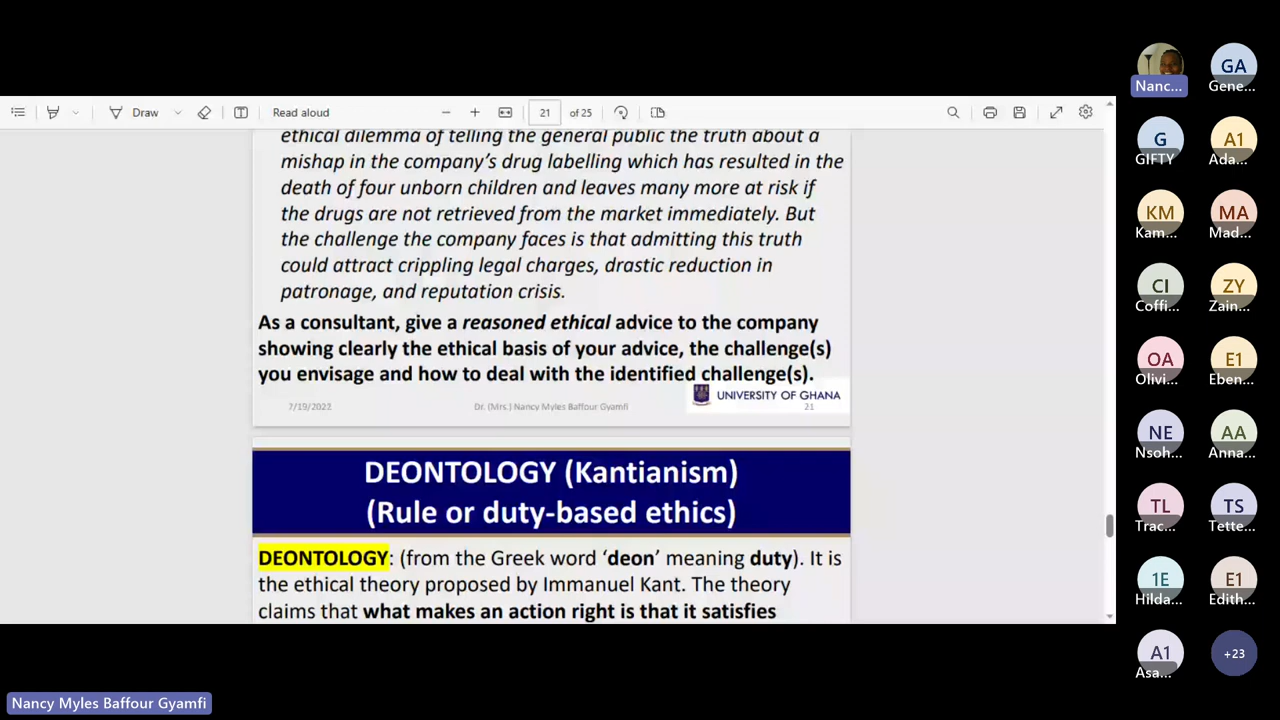 Draw
Read aloud
21 of 25
ethical dilemma of telling the general public the truth about a
mishap in the company's drug labelling which has resulted in the
death of four unborn children and leaves many more at risk if
the drugs are not retrieved from the market immediately. But
the challenge the company faces is that admitting this truth
could attract crippling legal charges, drastic reduction in
patronage, and reputation crisis.
As a consultant, give a reasoned ethical advice to the company
showing clearly the ethical basis of your advice, the challenge(s)
you envisage and how to deal with the identified challenge(s).
7/19/2022
Dr. (Mrs.) Nancy Myles Baffour Gyamfi
UNIVERSITY OF GHANA
21
DEONTOLOGY (Kantianism)
(Rule or duty-based ethics)
DEONTOLOGY: (from the Greek word ‘deon’ meaning duty). It is
the ethical theory proposed by Immanuel Kant. The theory
claims that what makes an action right is that it satisfies
Nanc...
GA
Gene...
G
GIFTY
A1
Ada...
KM
Kam...
MA
Mad...
CI
Coffi...
ZY
Zain...
OA
Olivi...
E1
Eben...
NE
Nsoh...
AA
Anna...
TL
Trac...
TS
Tette...
1E
Hilda...
E1
Edith...
A1
Asa...
+23
Nancy Myles Baffour Gyamfi